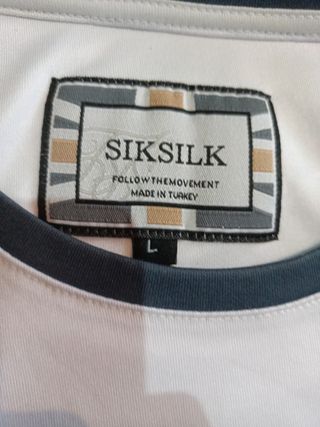 SIKSILK
FOLLOWTHEMOVEMENT
MADE IN TURKEY
L